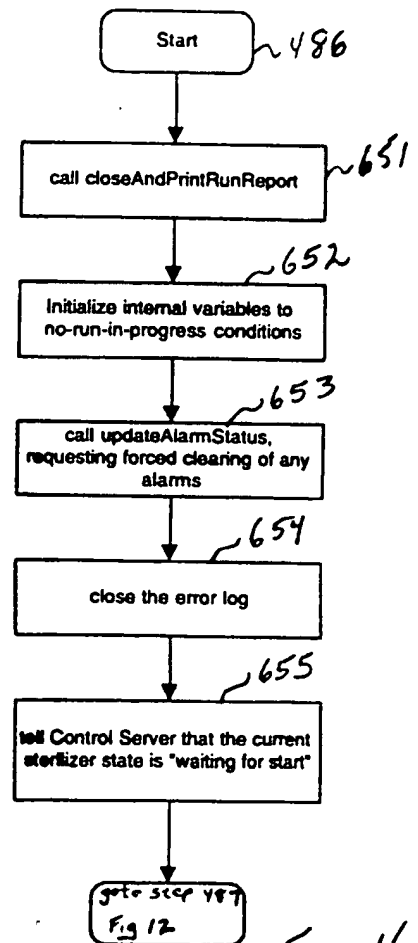 Start
486
call closeAndPrintRunReport
651
652
Initialize internal variables to
no-run-in-progress conditions
653
call updateAlarmStatus,
requesting forced clearing of any
alarms
654
close the error log
655
tell Control Server that the current
sterilizer state is "waiting for start"
goto step 487
Fig 12